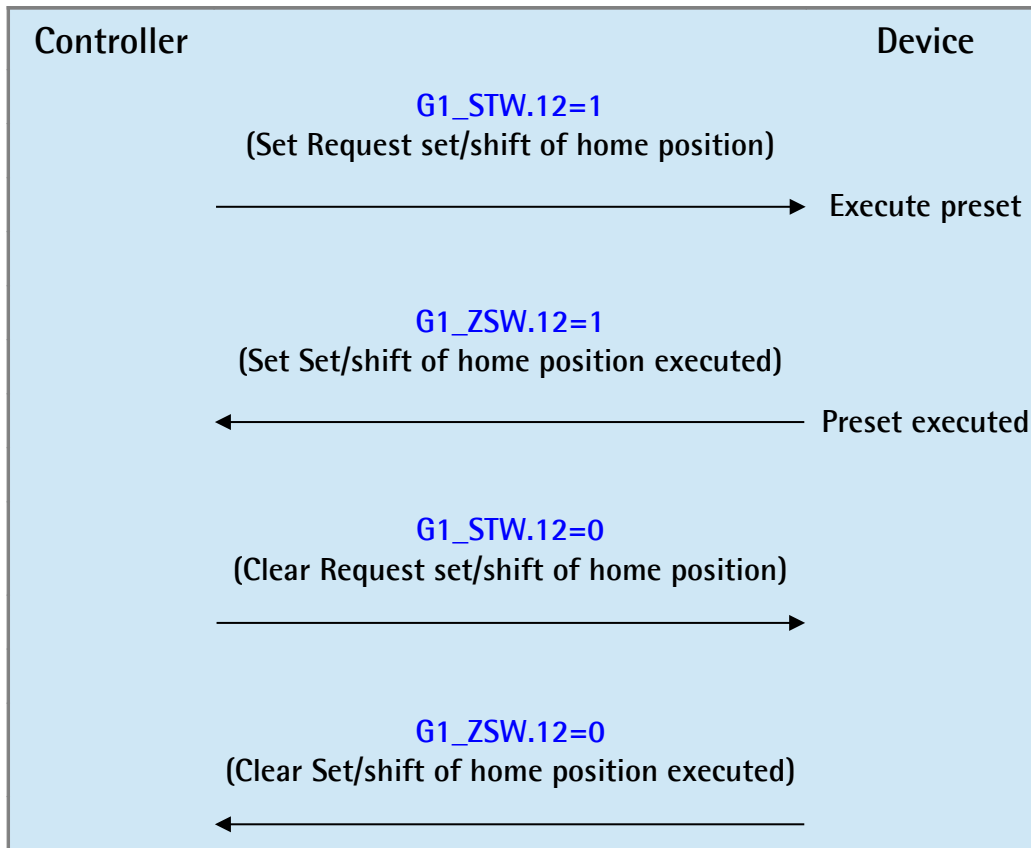 Controller
Device
G1_STW.12=1
(Set Request set/shift of home position)
Execute preset
G1_ZSW.12=1
(Set Set/shift of home position executed)
Preset executed
G1_STW.12=0
(Clear Request set/shift of home position)
G1_ZSW.12=0
(Clear Set/shift of home position executed)